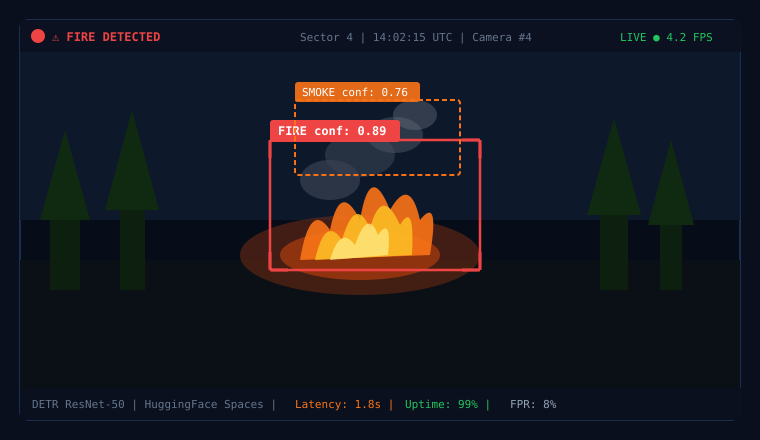 ⚠ FIRE DETECTED
Sector 4 | 14:02:15 UTC | Camera #4
LIVE ● 4.2 FPS
SMOKE conf: 0.76
FIRE conf: 0.89
DETR ResNet-50 | HuggingFace Spaces | Latency: 1.8s | Uptime: 99% | FPR: 8%